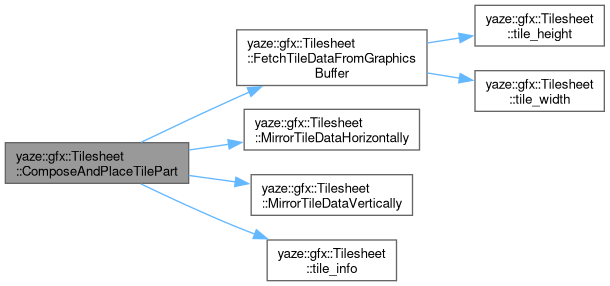 yaze::gfx::Tilesheet
::ComposeAndPlaceTilePart
yaze::gfx::Tilesheet
::FetchTileDataFromGraphics
Buffer
yaze::gfx::Tilesheet
::tile_height
yaze::gfx::Tilesheet
::tile_width
yaze::gfx::Tilesheet
::MirrorTileDataHorizontally
yaze::gfx::Tilesheet
::MirrorTileDataVertically
yaze::gfx::Tilesheet
::tile_info